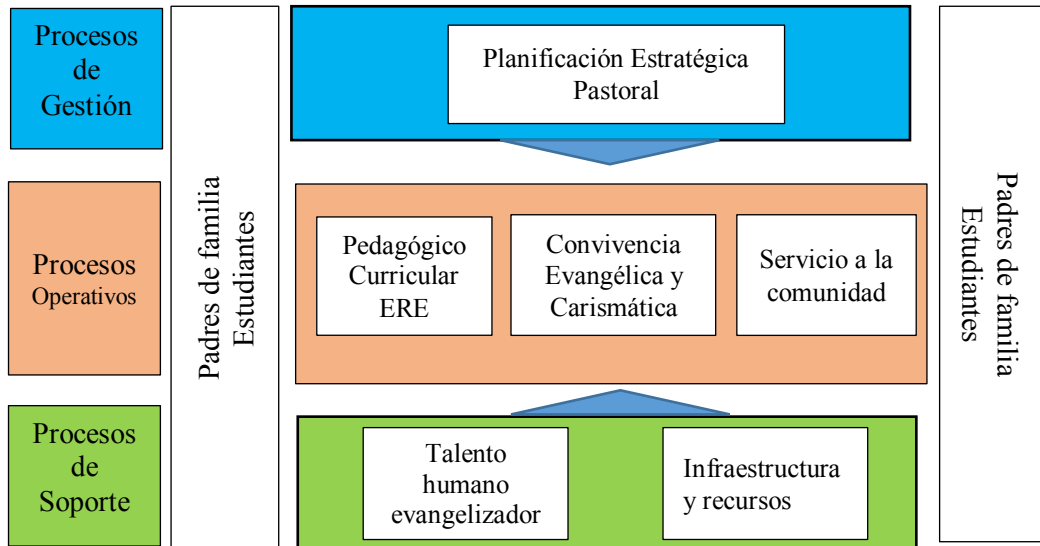 Procesos
de
Gestión
Planificación Estratégica
Pastoral
Padres de familia
Estudiantes
Padres de familia
Estudiantes
Procesos
Operativos
Pedagógico
Curricular
ERE
Convivencia
Evangélica y
Carismática
Servicio a la
comunidad
Procesos
de
Soporte
Talento
humano
evangelizador
Infraestructura
y recursos